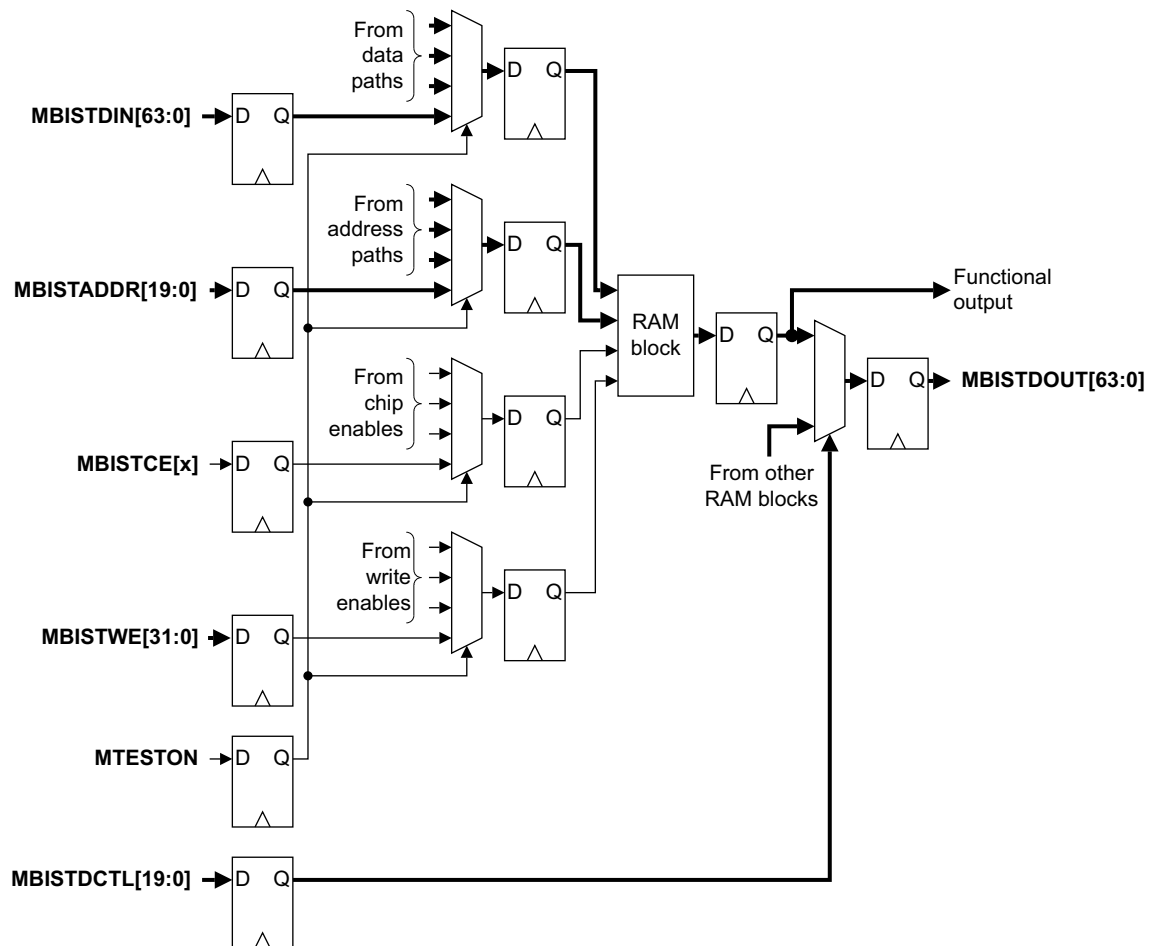 From
data
paths
D Q
MBISTDIN[63:0]
D Q
From
address
paths
D Q
MBISTADDR[19:0]
D Q
Functional
output
RAM
block
D Q
From
chip
enables
D Q
D Q
MBISTDOUT[63:0]
MBISTCE[x]
D Q
From other
RAM blocks
From
write
enables
D Q
MBISTWE[31:0]
D Q
MTESTON
D Q
MBISTDCTL[19:0]
D Q